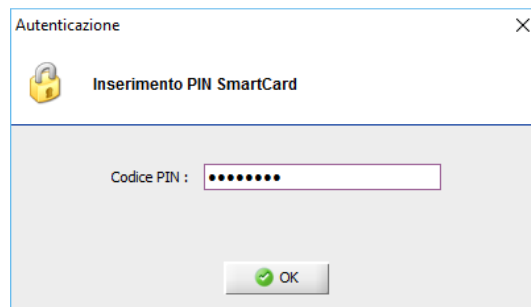 Autenticazione
Inserimento PIN SmartCard
Codice PIN : ••••••••
OK